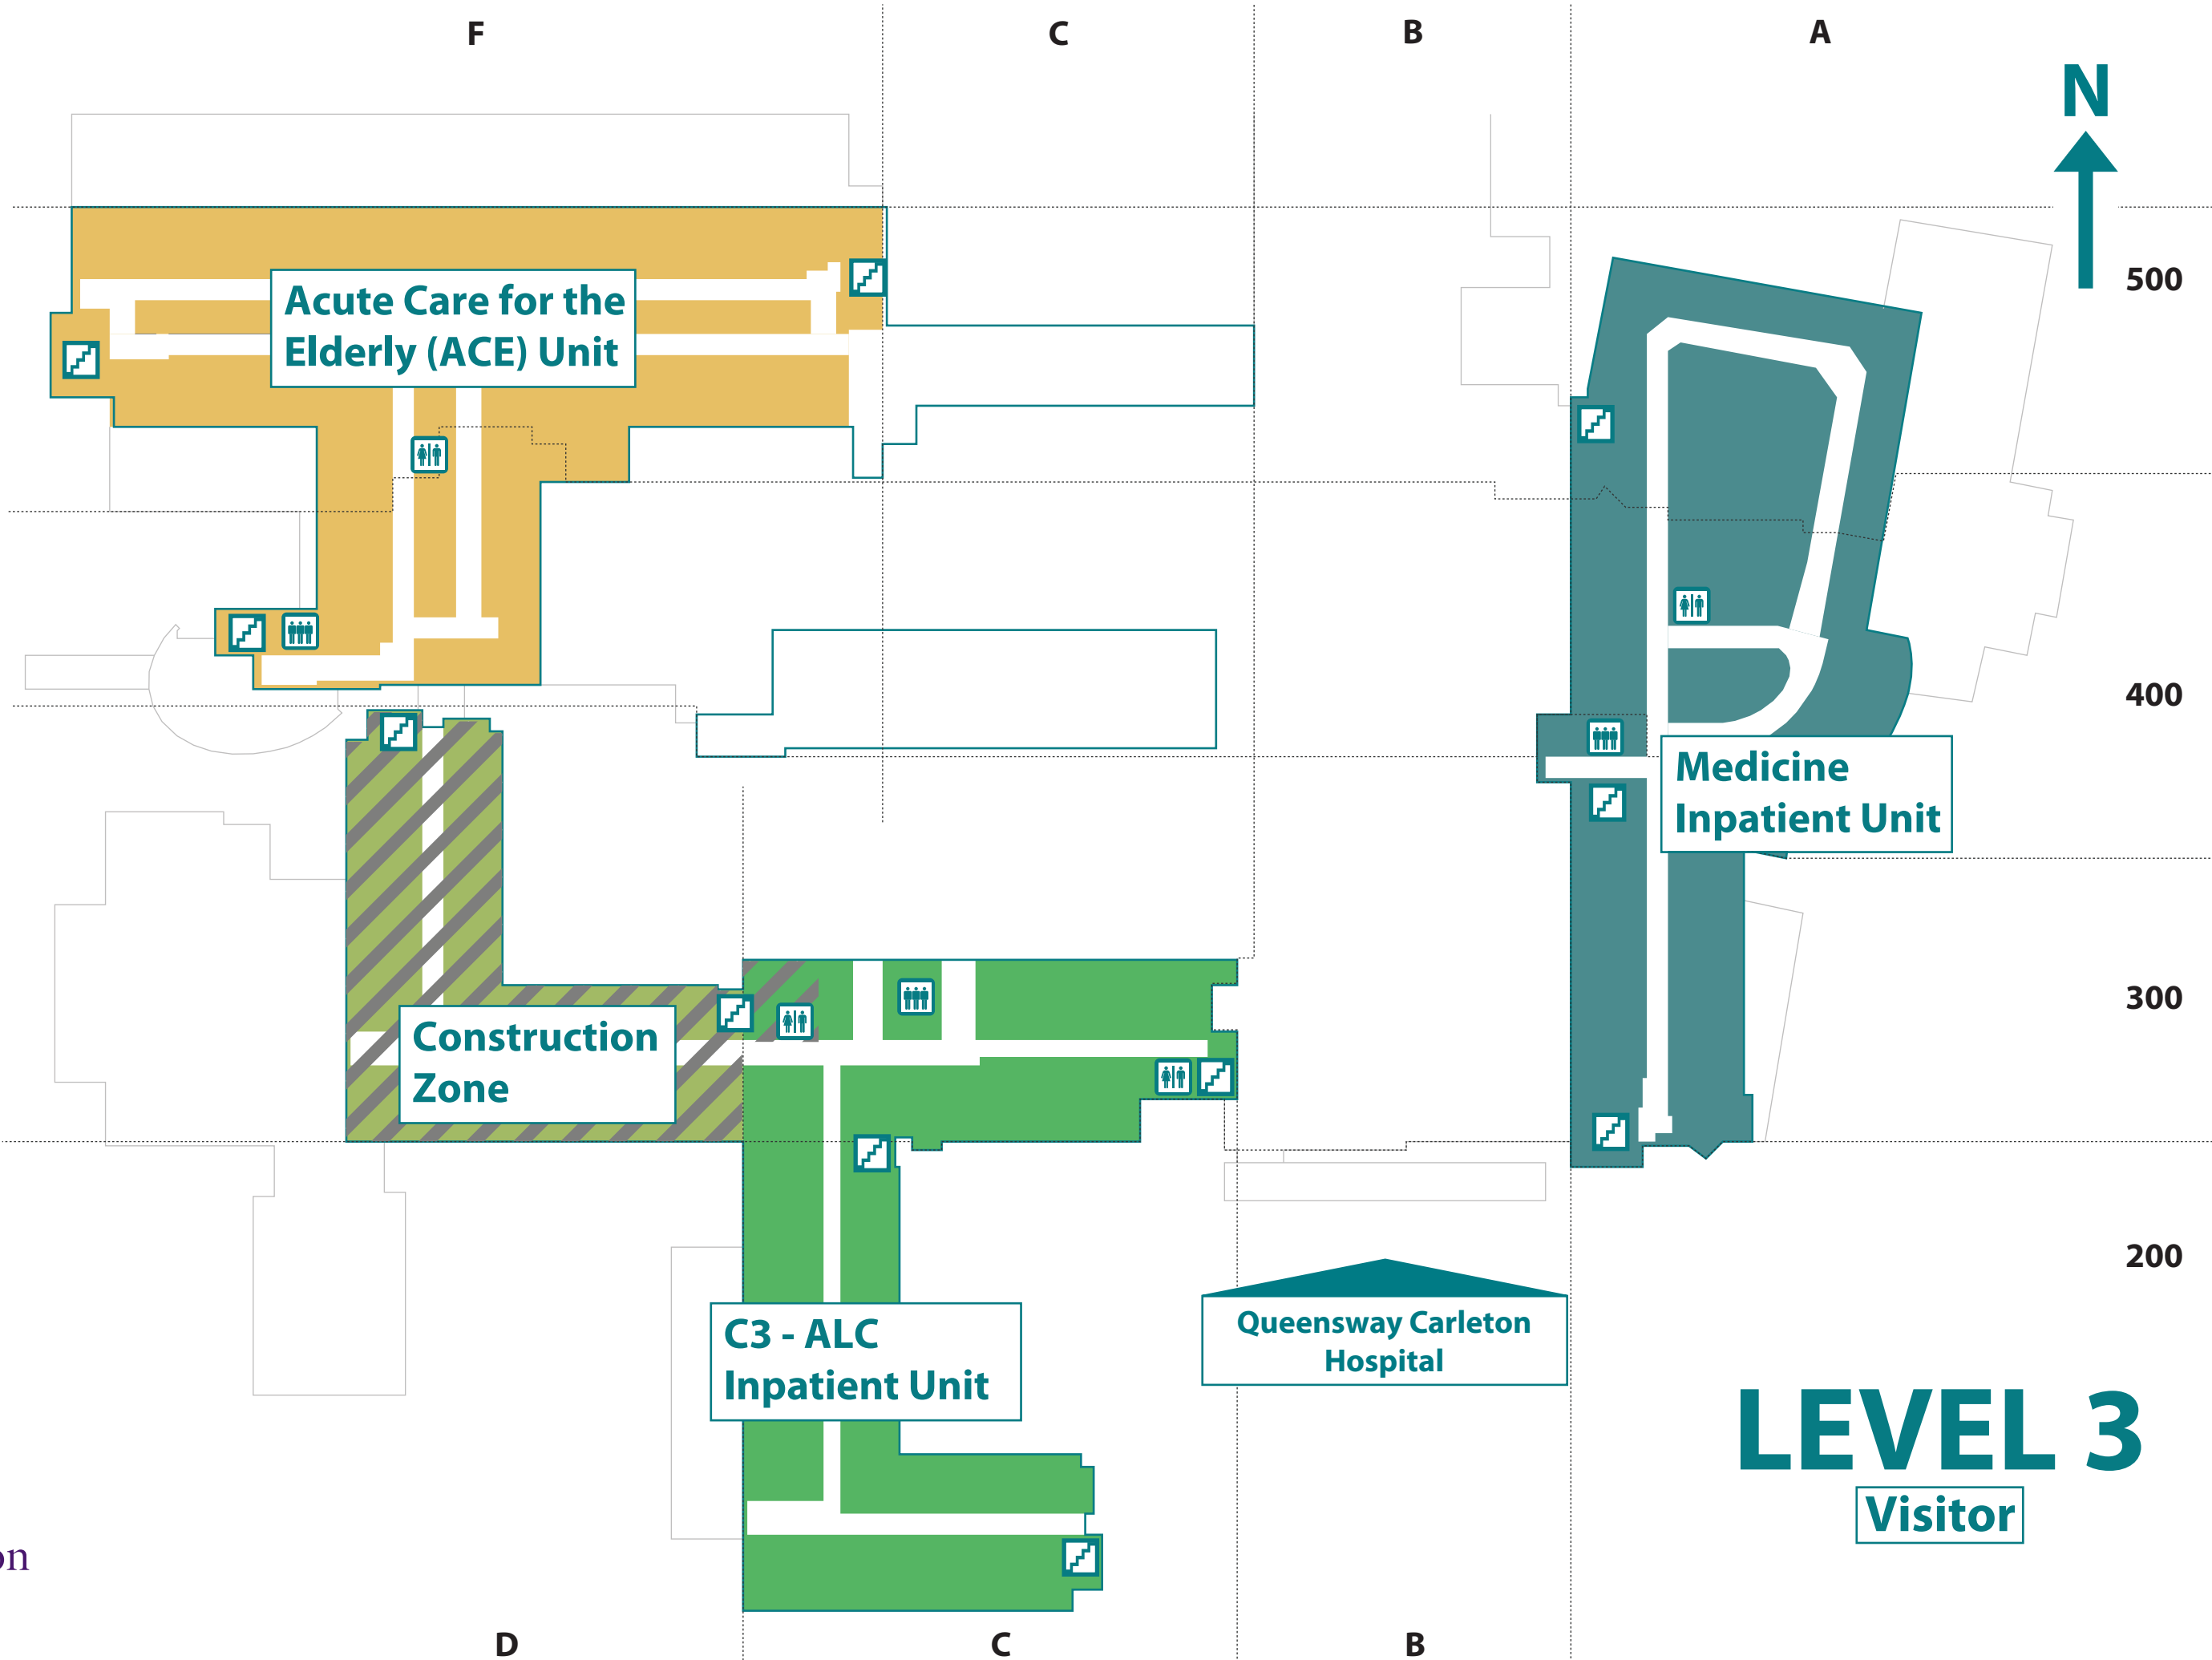 F
C
B
A
N
500
Acute Care for the
Elderly (ACE) Unit
400
Medicine
Inpatient Unit
300
Construction
Zone
200
C3 - ALC
Inpatient Unit
Queensway Carleton
Hospital
LEVEL 3
Visitor
on
D
C
B